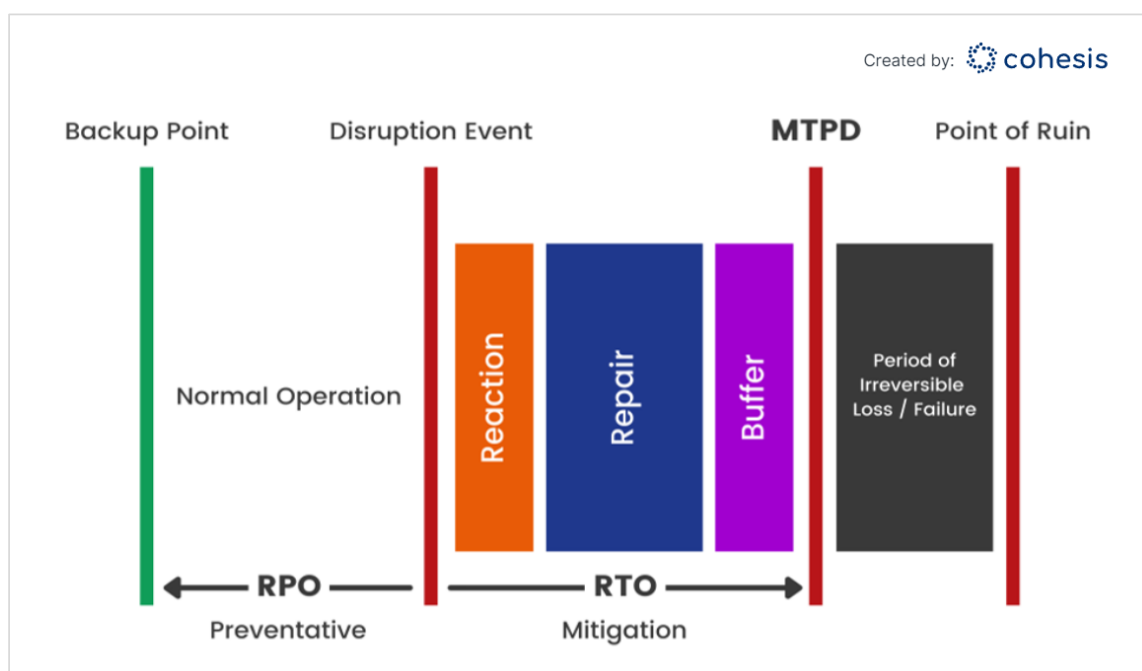 Created by: cohesis
Backup Point
Disruption Event
MTPD
Point of Ruin
Normal Operation
Reaction
Repair
Buffer
Period of
Irreversible
Loss / Failure
RPO
RTO
Preventative
Mitigation